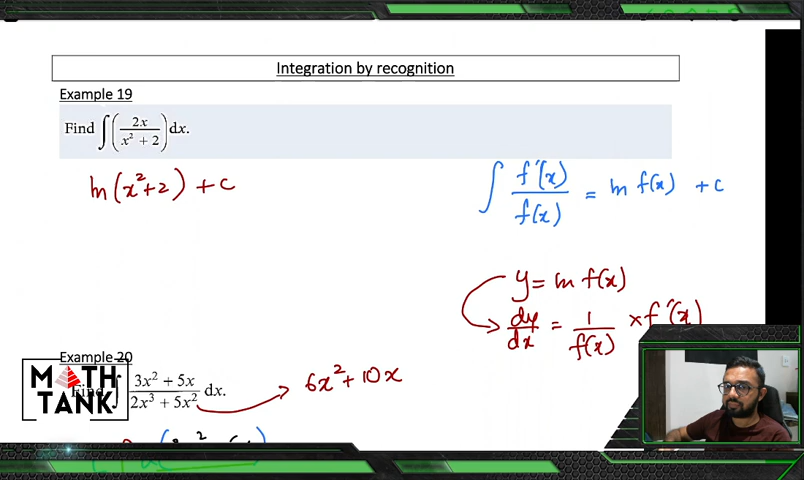 Integration by recognition
Example 19
Find ∫(2x/(x² + 2))dx.
ln(x²+2) + c
∫ f'(x)/f(x) = ln f(x) + c
y = ln f(x)
dy/dx = 1/f(x) × f'(x)
Example 20
Find ∫ (3x² + 5x)/(2x³ + 5x²) dx.
6x² + 10x
MATH
TANK